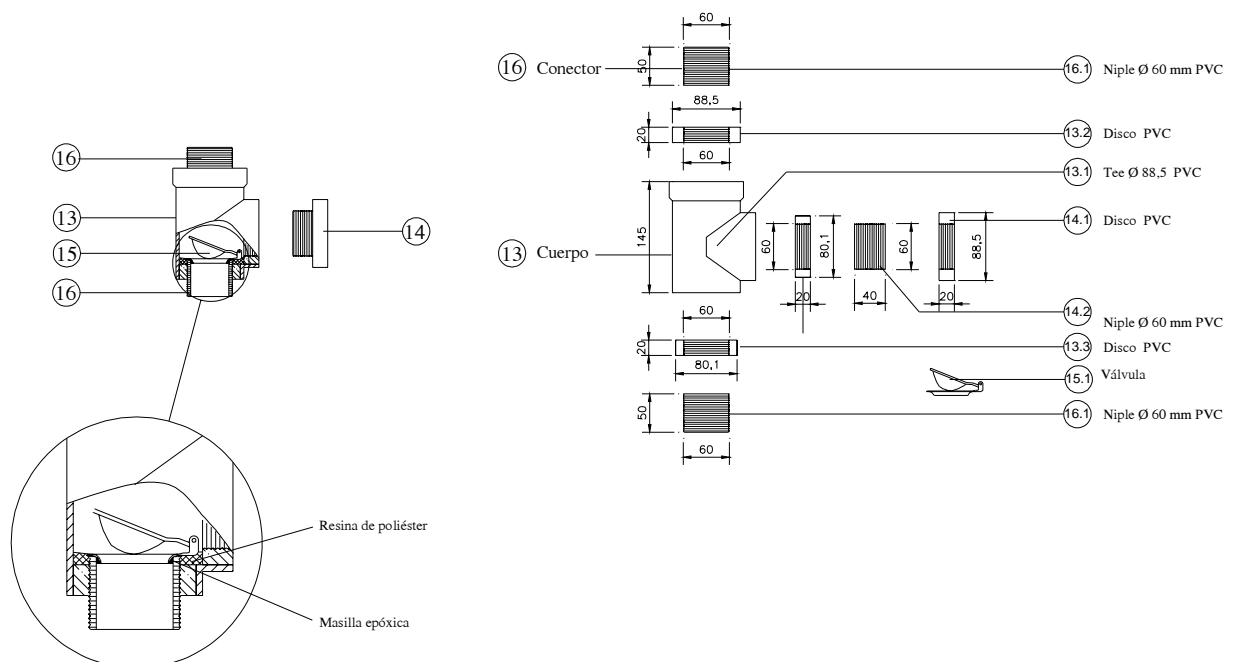 60
16 Conector
50
16.1 Niple Ø 60 mm PVC
88,5
20
13.2 Disco PVC
60
16
13.1 Tee Ø 88,5 PVC
13
14
15
16
145
13 Cuerpo
60
80,1
60
14.1 Disco PVC
88.5
20
40
20
60
14.2
Niple Ø 60 mm PVC
20
13.3 Disco PVC
80,1
15.1 Válvula
50
16.1 Niple Ø 60 mm PVC
60
Resina de poliéster
Masilla epóxica